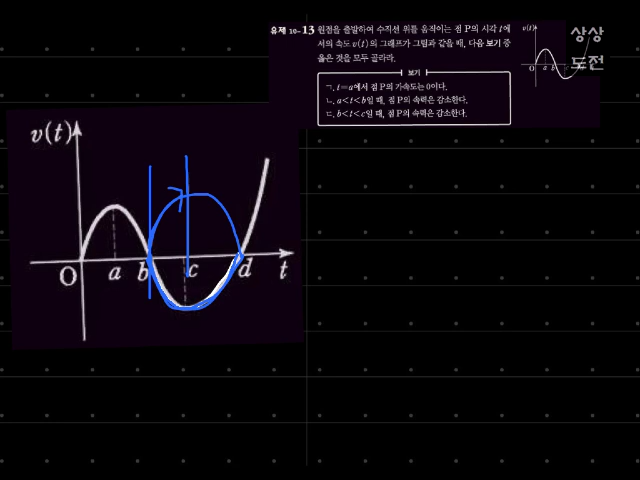 유제 10-13 원점을 출발하여 수직선 위를 움직이는 점 P의 시각 t에
서의 속도 v(t)의 그래프가 그림과 같을 때, 다음 보기 중
옳은 것을 모두 골라라.
보기
ㄱ. t=a에서 점 P의 가속도는 0이다.
ㄴ. a<t<b일 때, 점 P의 속력은 감소한다.
ㄷ. b<t<c일 때, 점 P의 속력은 감소한다.
v(t)
O a b
상상
도전
v(t)
O a b c d t